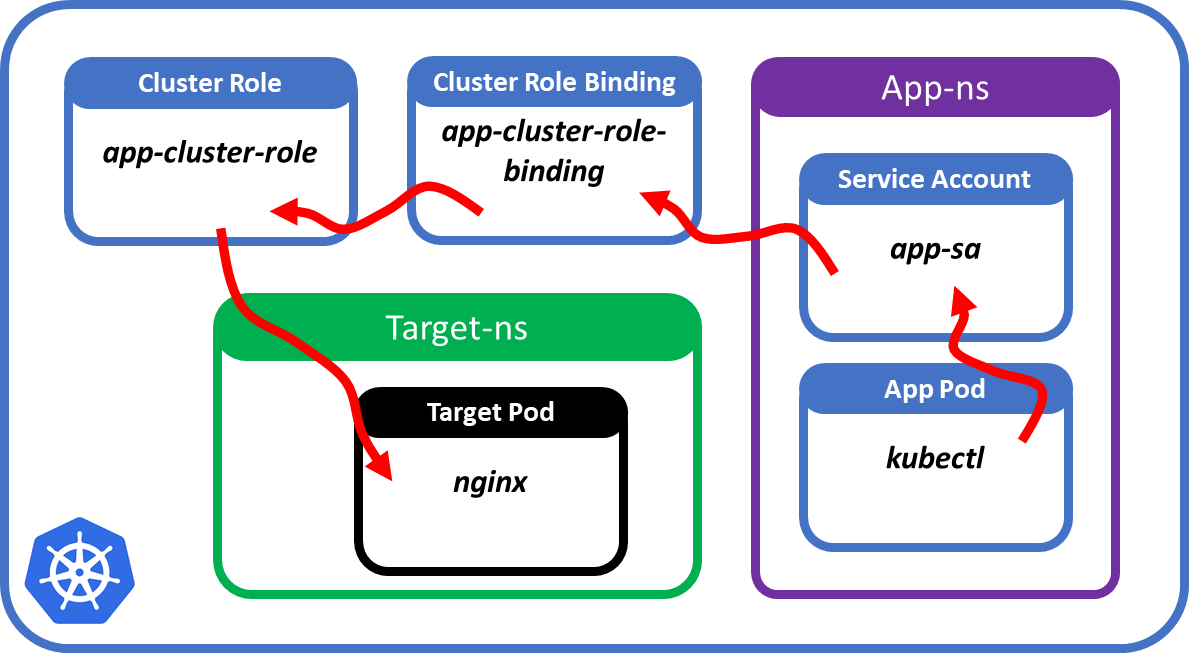 Cluster Role
app-cluster-role
Cluster Role Binding
app-cluster-role-
binding
App-ns
Service Account
app-sa
App Pod
kubectl
Target-ns
Target Pod
nginx